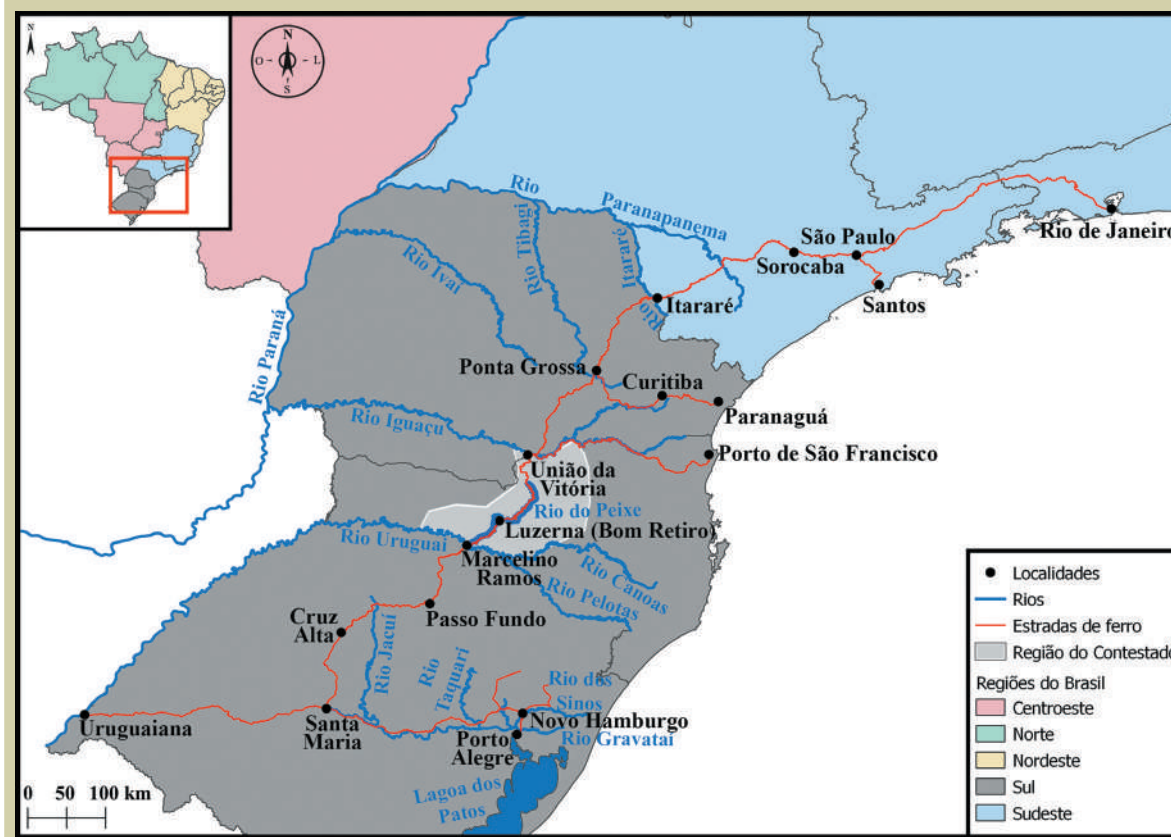 N
N
O
L
S
Rio
Paranapanema
Rio Tibagi
Itararé
Rio
Rio Ivaí
São Paulo
Rio de Janeiro
Sorocaba
Santos
Itararé
Rio Paraná
Ponta Grossa
Curitiba
Paranaguá
Rio Iguaçu
Porto de São Francisco
União da
Vitória
Rio do Peixe
Luzerna (Bom Retiro)
Rio Uruguai
Marcelino
Ramos
Rio Canoas
Rio Pelotas
Passo Fundo
Cruz
Alta
Rio Jacuí
Rio
Taquari
Rio dos
Sinos
Novo Hamburgo
Uruguaiana
Santa
Maria
Porto
Alegre
Rio Gravataí
Lagoa dos
Patos
0 50 100 km
Localidades
Rios
Estradas de ferro
Região do Contestado
Regiões do Brasil
Centroeste
Norte
Nordeste
Sul
Sudeste